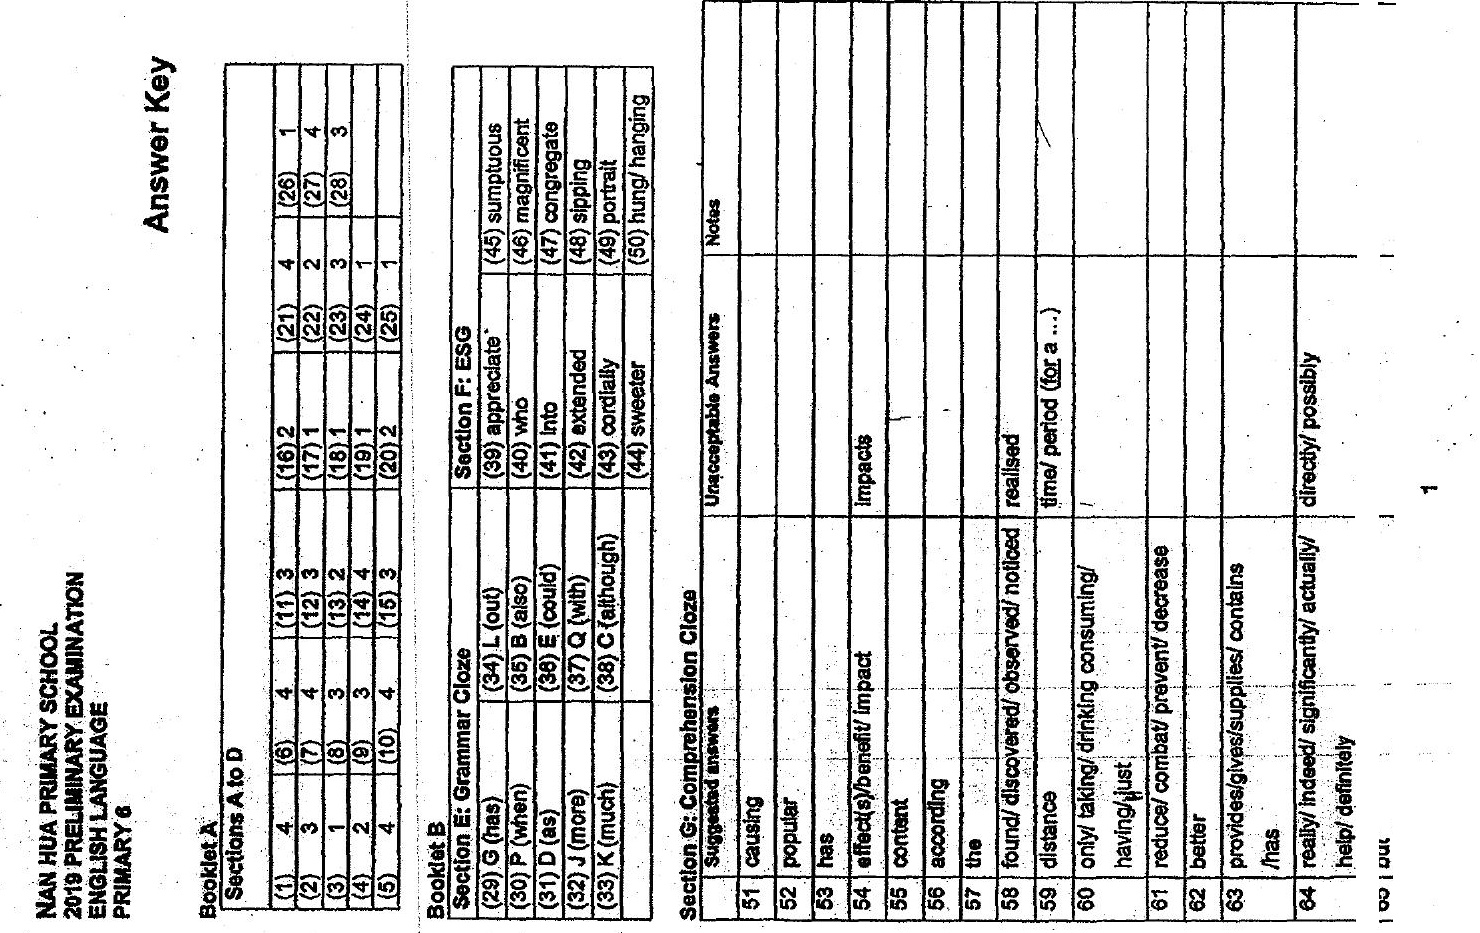 NAN HUA PRIMARY SCHOOL
2019 PRELIMINARY EXAMINATION
ENGLISH LANGUAGE
PRIMARY 6
Answer Key
Booklet A
Sections A to D
(1) 4 (6) 4 (11) 3 (16) 2 (21) 4 (26) 1
(2) 3 (7) 4 (12) 3 (17) 1 (22) 2 (27) 4
(3) 1 (8) 3 (13) 2 (18) 1 (23) 3 (28) 3
(4) 2 (9) 3 (14) 4 (19) 1 (24) 1
(5) 4 (10) 4 (15) 3 (20) 2 (25) 1
Booklet B
Section E: Grammar Cloze Section F: ESG
(29) G (has) (34) L (out) (39) appreciate (45) sumptuous
(30) P (when) (35) B (also) (40) who (46) magnificent
(31) D (as) (36) E (could) (41) into (47) congregate
(32) J (more) (37) Q (with) (42) extended (48) sipping
(33) K (much) (38) C (although) (43) cordially (49) portrait
(44) sweeter (50) hung/ hanging
Section G: Comprehension Cloze
Suggested answers Unacceptable Answers Notes
51 causing
52 popular
53 has
54 effect(s)/benefit/ impact impacts
55 content
56 according
57 the
58 found/ discovered/ observed/ noticed realised
59 distance time/ period (for a ...)
60 only/ taking/ drinking consuming/
having/just
61 reduce/ combat/ prevent/ decrease
62 better
63 provides/gives/supplies/ contains
/has
64 really/ indeed/ significantly/ actually/ directly/ possibly
help/ definitely
65 but
1